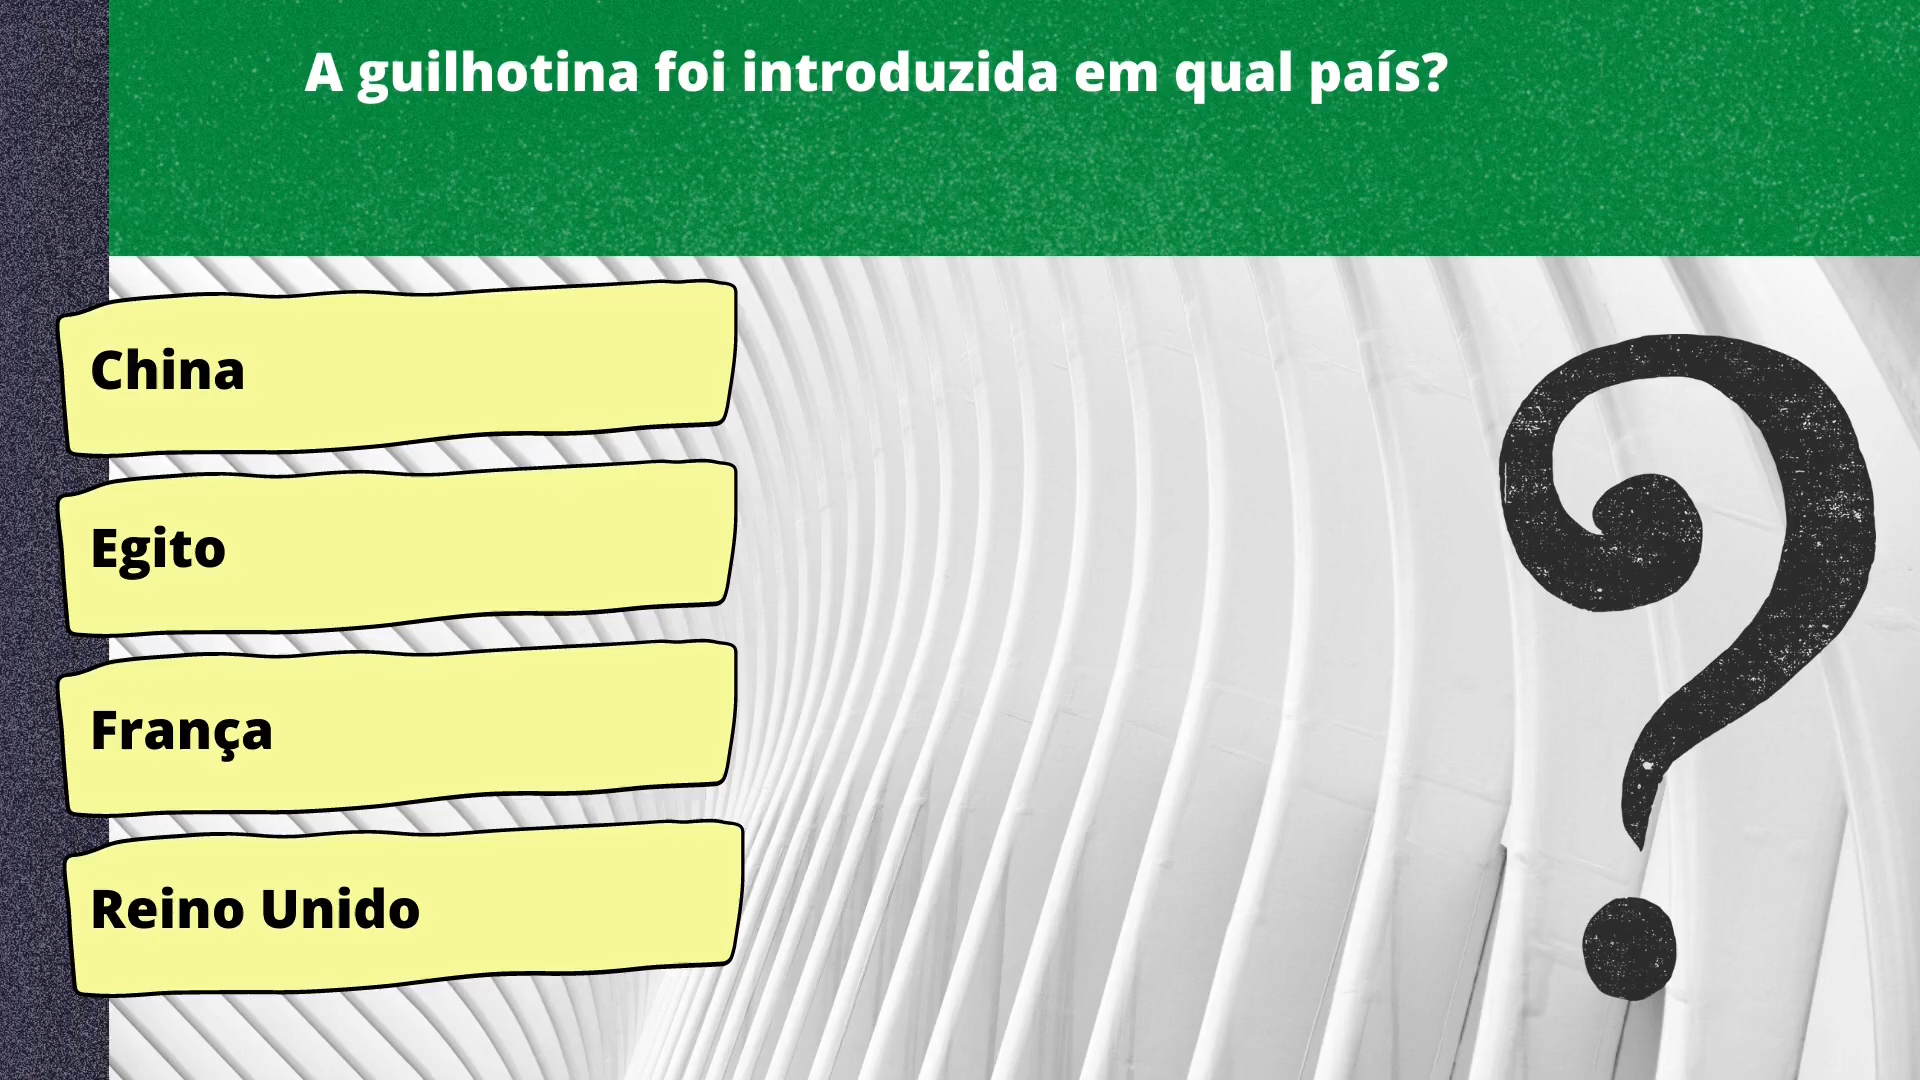 A guilhotina foi introduzida em qual país?
China
Egito
França
Reino Unido